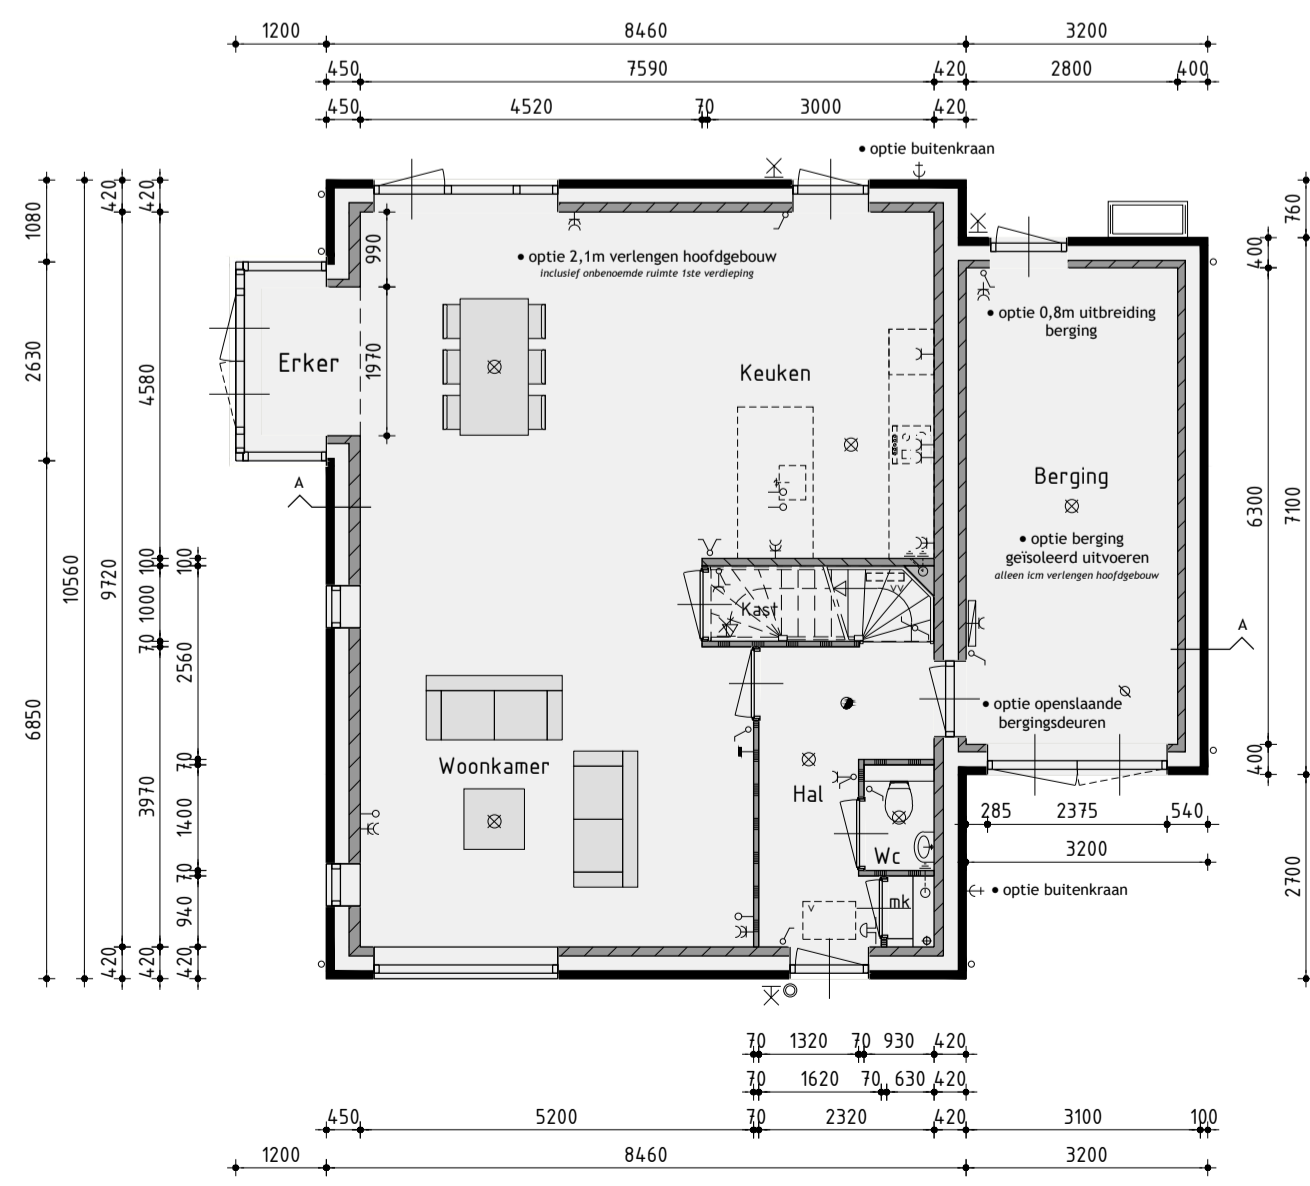 1200 8460 3200
450 7590 420 2800 400
450 4520 70 3000 420
• optie buitenkraan
1080 2630 6850
10560
420 9720 420
420 4580 100 1000 70 3970 420
100 2560 70 1400 70 940 420
990
1970
• optie 2,1m verlengen hoofdgebouw
inclusief onbenoemde ruimte 1ste verdieping
760
400
• optie 0,8m uitbreiding
berging
Erker
Keuken
Berging
A
6300
7100
• optie berging
geïsoleerd uitvoeren
alleen icm verlengen hoofdgebouw
Kast
VV
A
• optie openslaande
bergingsdeuren
Woonkamer
Hal
400
285 2375 540
3200
Wc
mk
V
• optie buitenkraan
2700
70 1320 70 930 420
70 1620 70 630 420
450 5200 70 2320 420 3100 100
1200 8460 3200